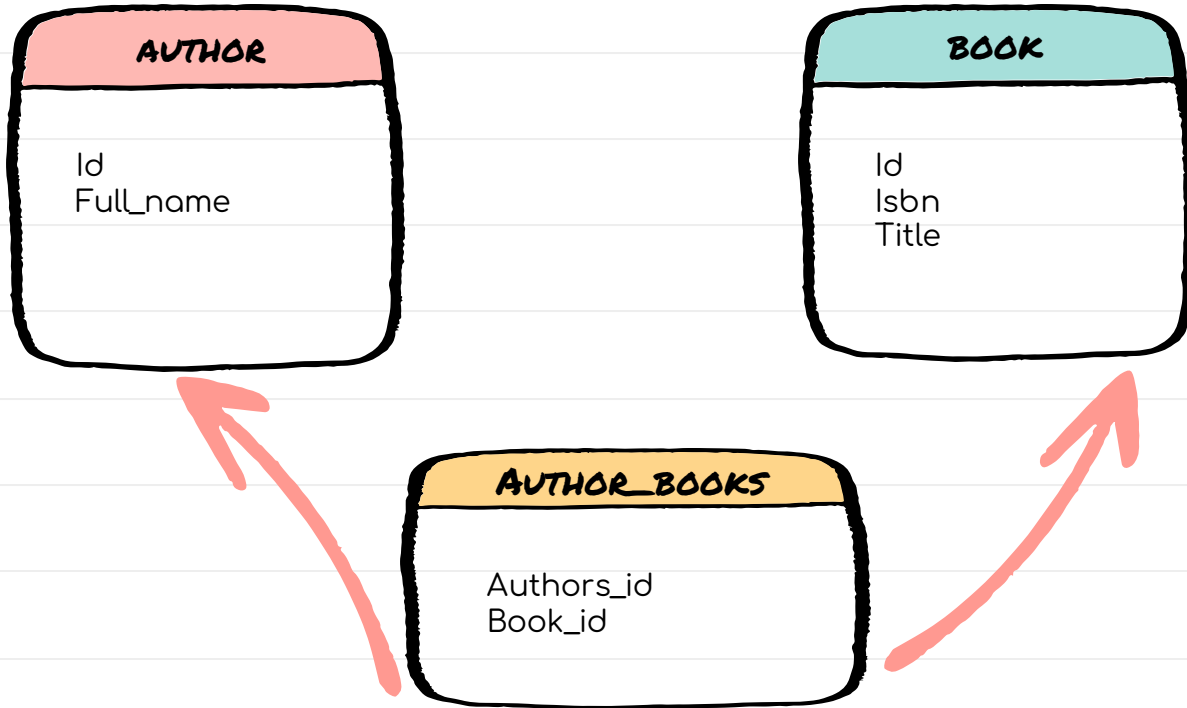 AUTHOR
Id
Full_name
BOOK
Id
Isbn
Title
AUTHOR_BOOKS
Authors_id
Book_id